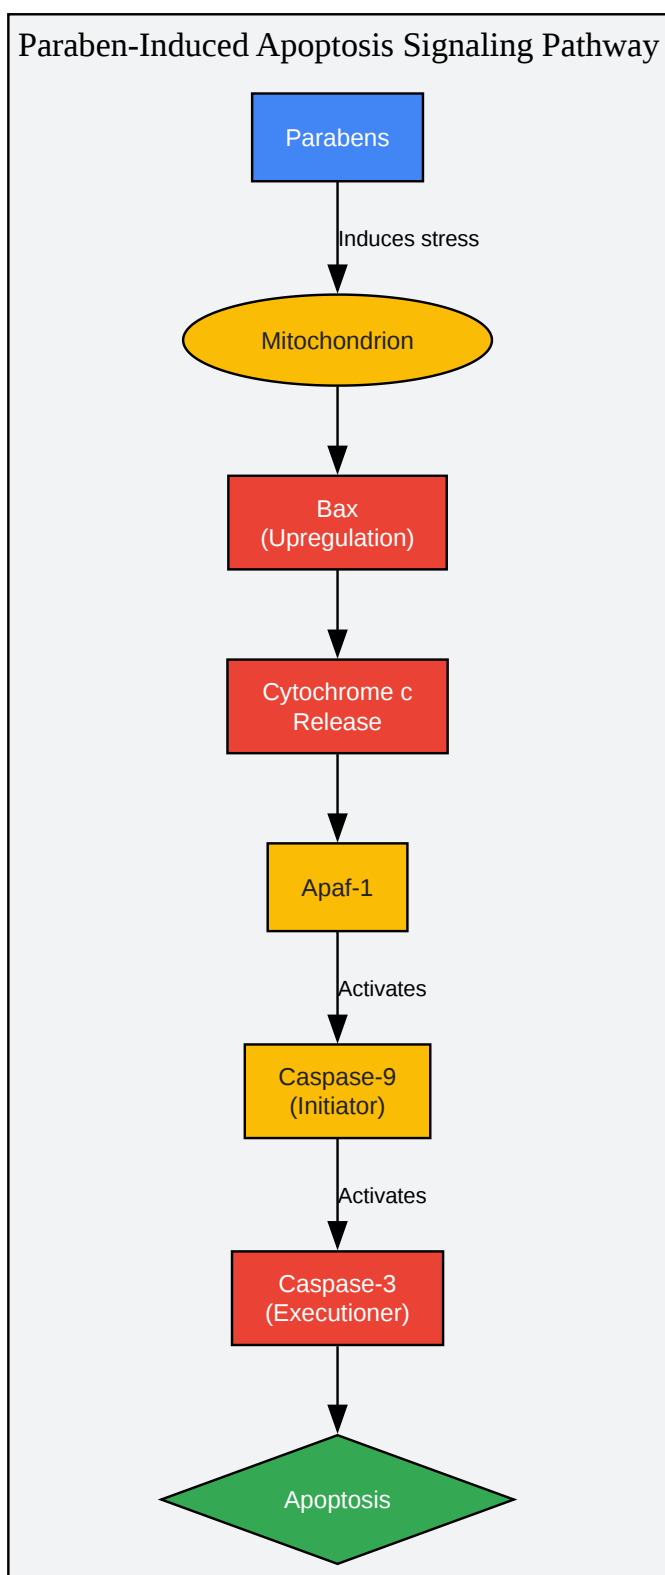 Paraben-Induced Apoptosis Signaling Pathway
Parabens
Induces stress
Mitochondrion
Bax
(Upregulation)
Cytochrome c
Release
Apaf-1
Activates
Caspase-9
(Initiator)
Activates
Caspase-3
(Executioner)
Apoptosis